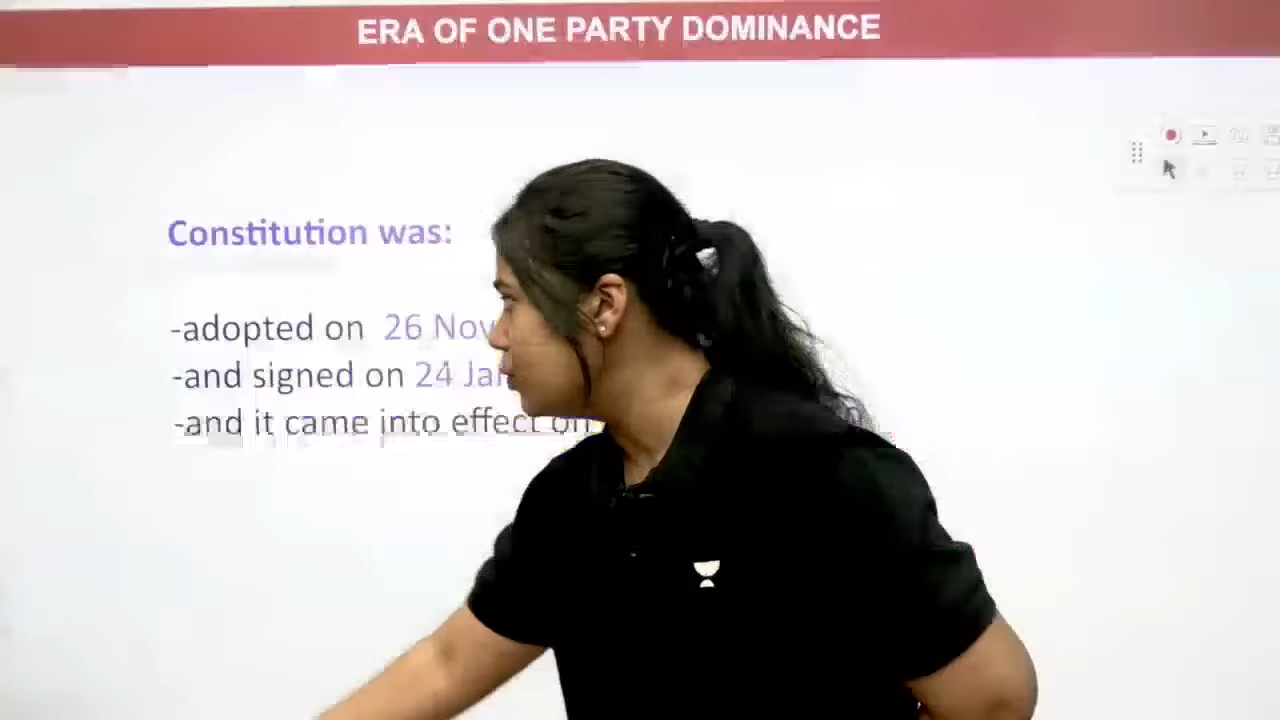 ERA OF ONE PARTY DOMINANCE
Constitution was:
-adopted on 26 Nov
-and signed on 24 Jan
-and it came into effect on